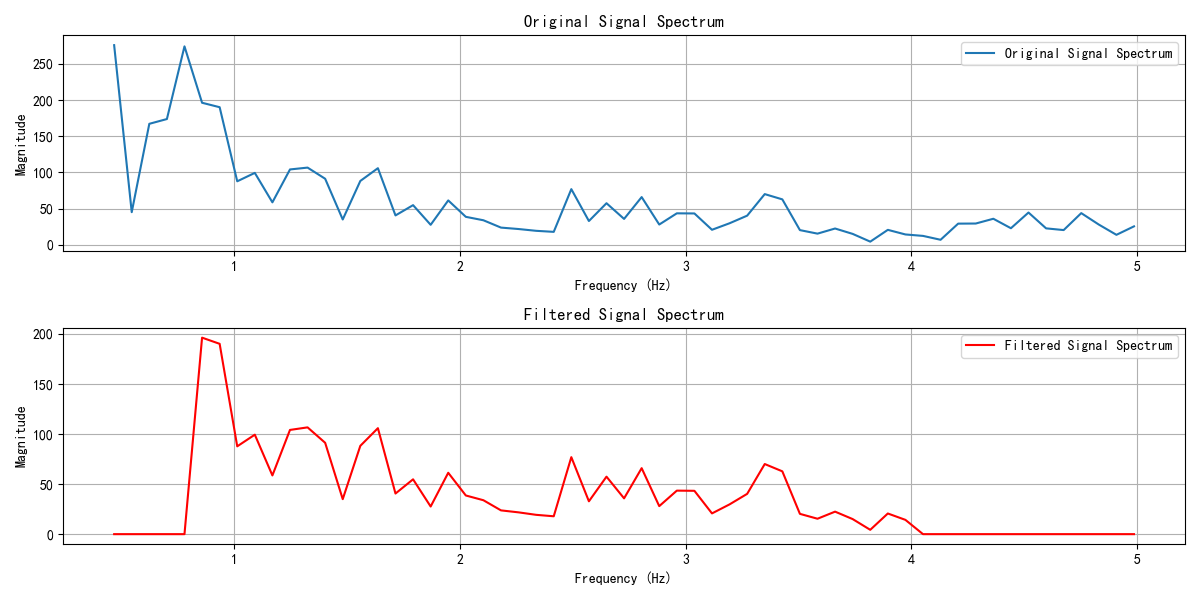 Original Signal Spectrum
Original Signal Spectrum
Magnitude
250
200
150
100
50
0
1 2 3 4 5
Frequency (Hz)
Filtered Signal Spectrum
Filtered Signal Spectrum
Magnitude
200
150
100
50
0
1 2 3 4 5
Frequency (Hz)